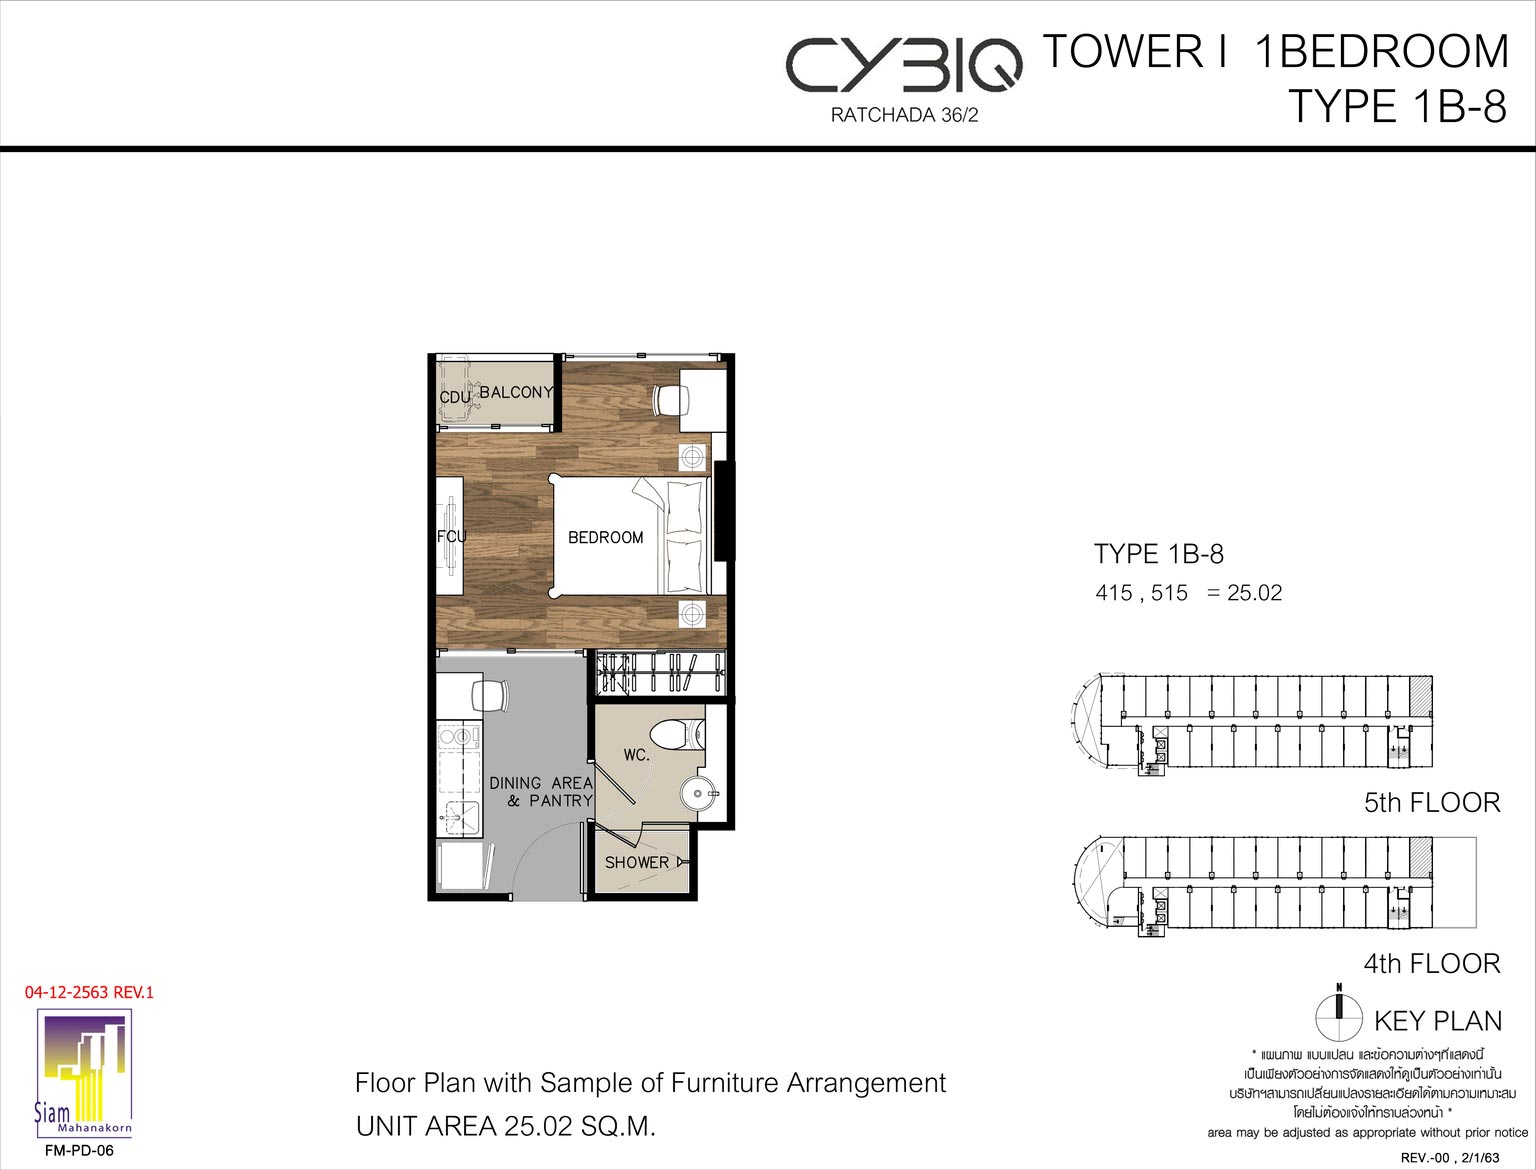 CYBIQ
RATCHADA 36/2
TOWER I 1BEDROOM
TYPE 1B-8
CDU
BALCONY
FCU
BEDROOM
WC.
DINING AREA
& PANTRY
SHOWER
TYPE 1B-8
415 , 515 = 25.02
5th FLOOR
4th FLOOR
N
KEY PLAN
* แผนภาพ แบบแปลน และข้อความต่างๆที่แสดงนี้
เป็นเพียงตัวอย่างการจัดแสดงให้ดูเป็นตัวอย่างเท่านั้น
บริษัทฯสามารถเปลี่ยนแปลงรายละเอียดได้ตามความเหมาะสม
โดยไม่ต้องแจ้งให้ทราบล่วงหน้า *
area may be adjusted as appropriate without prior notice
REV.-00 , 2/1/63
04-12-2563 REV.1
Siam
Mahanakorn
FM-PD-06
Floor Plan with Sample of Furniture Arrangement
UNIT AREA 25.02 SQ.M.